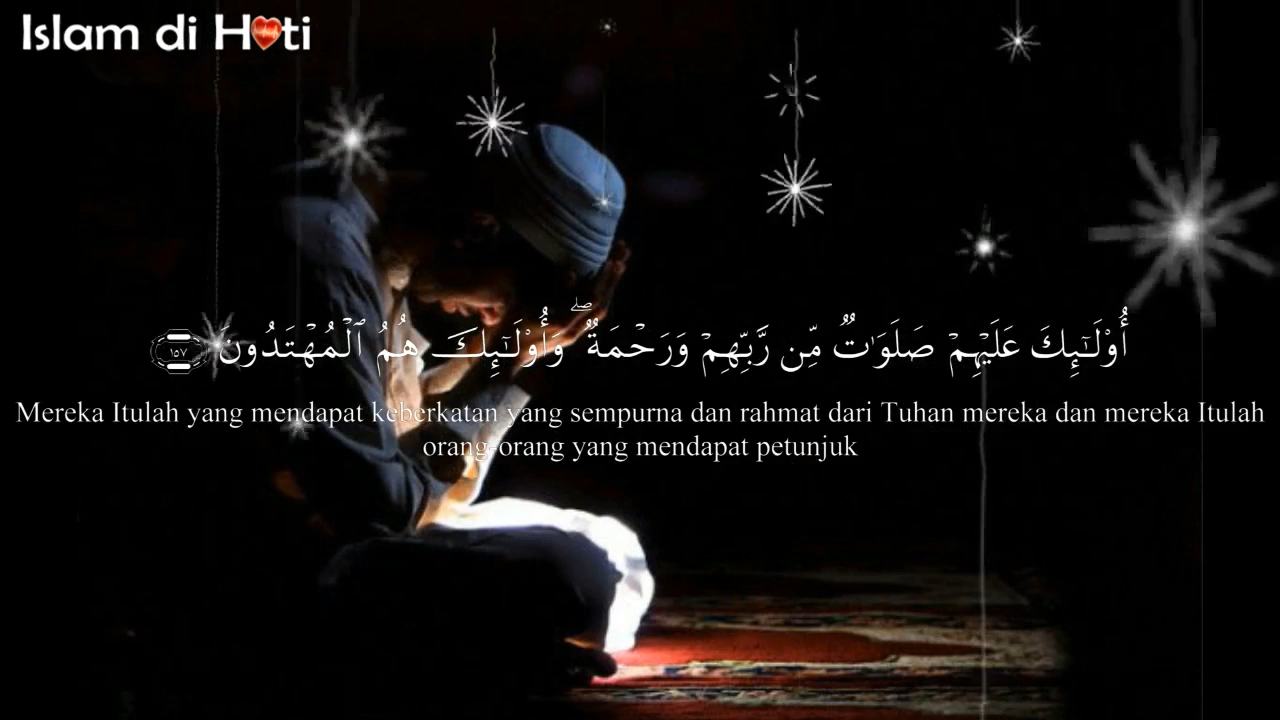 Islam di Hati
أُو۟لَـٰٓئِكَ عَلَيْهِمْ صَلَوَٰتٌ مِّن رَّبِّهِمْ وَرَحْمَةٌ ۖ وَأُو۟لَـٰٓئِكَ هُمُ ٱلْمُهْتَدُونَ ١٥٧
Mereka Itulah yang mendapat keberkatan yang sempurna dan rahmat dari Tuhan mereka dan mereka Itulah
orang-orang yang mendapat petunjuk